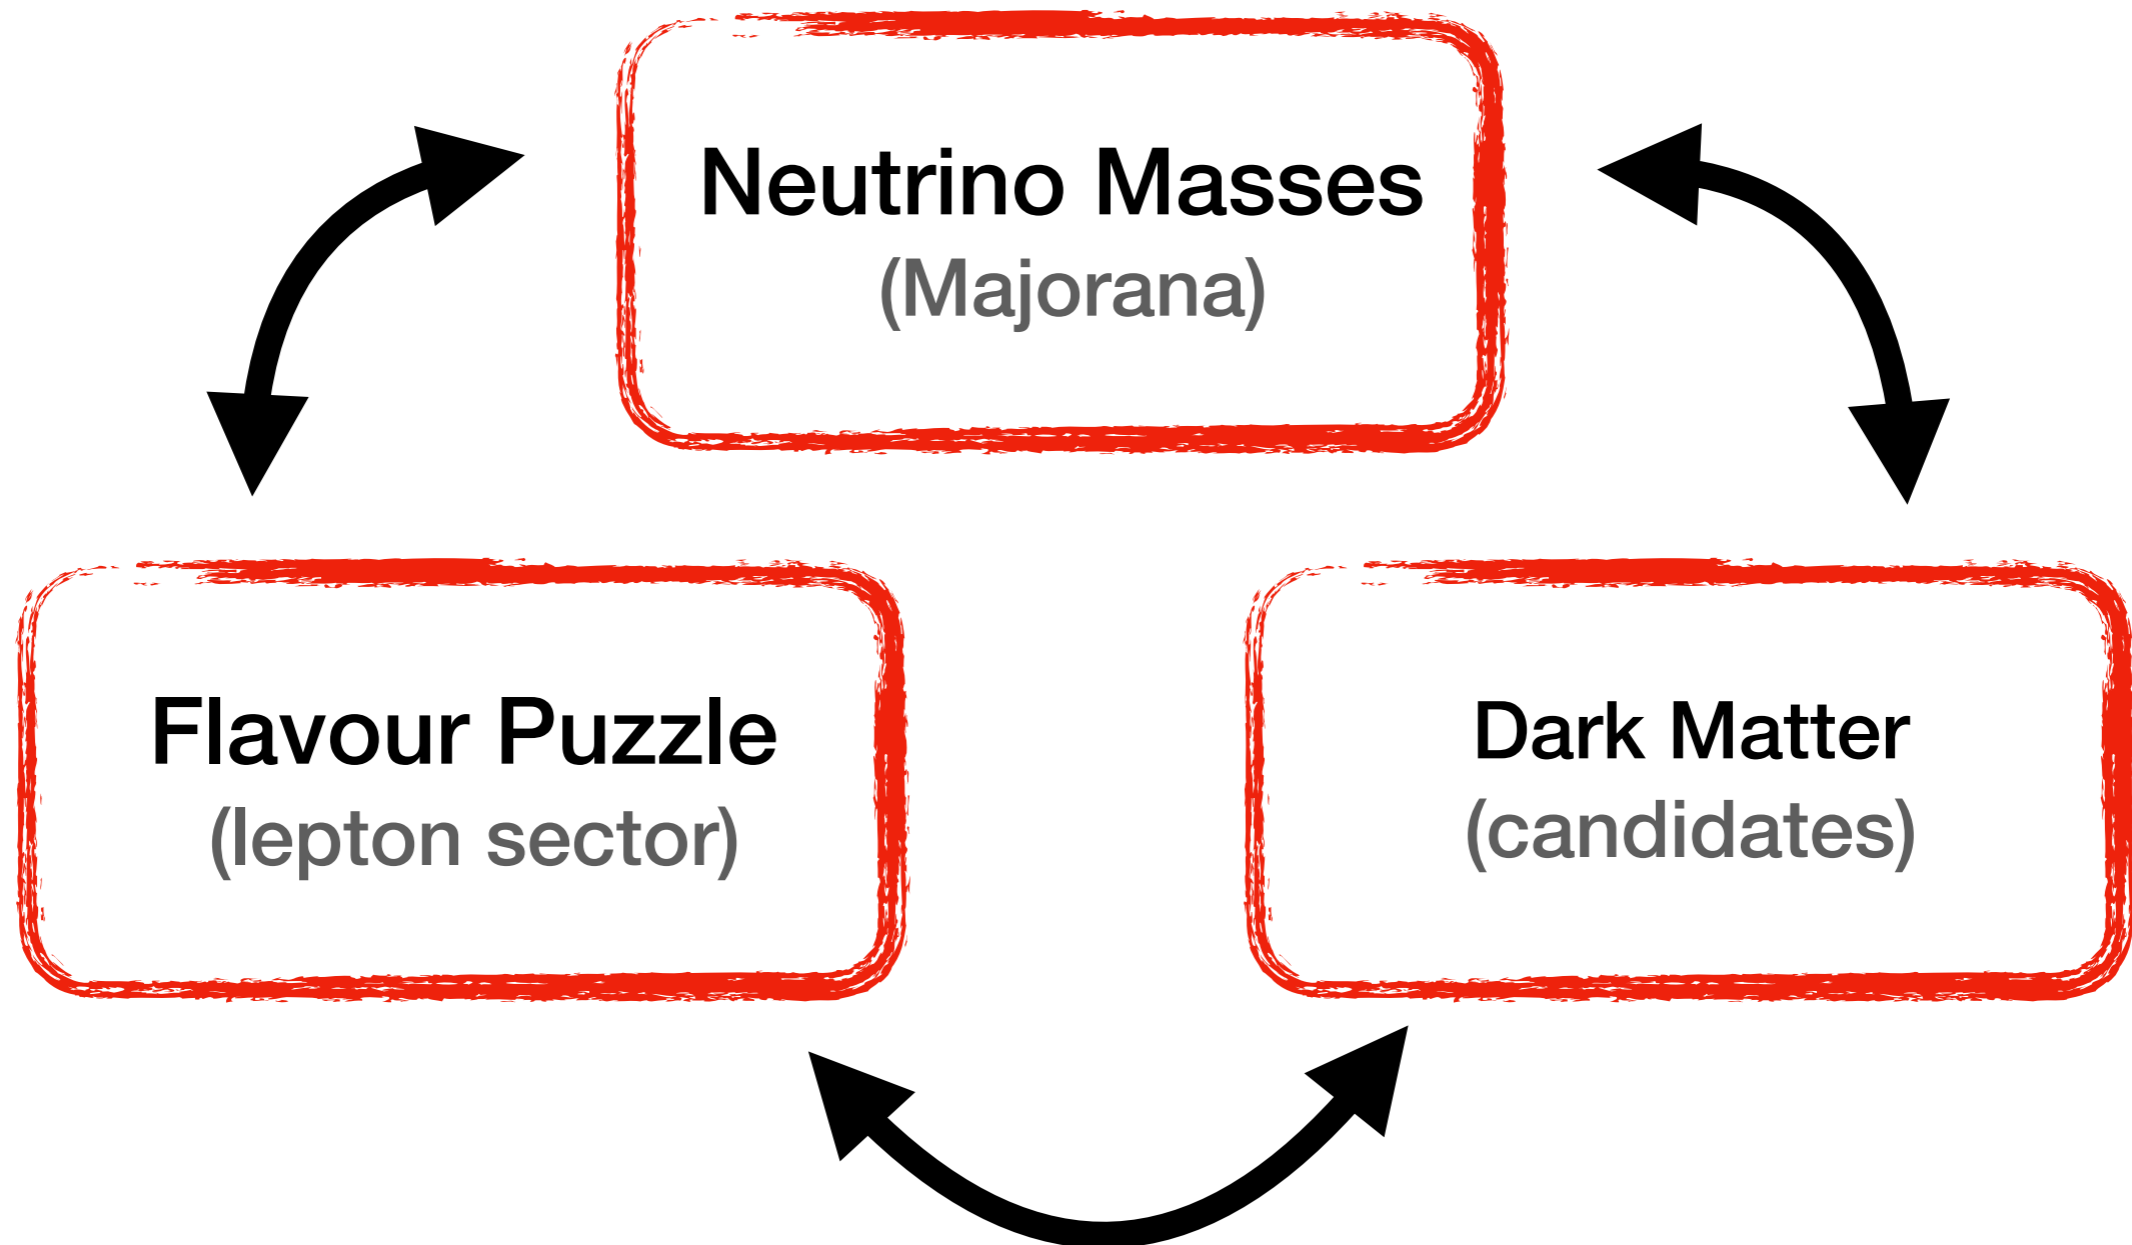 Neutrino Masses
(Majorana)
Flavour Puzzle
(lepton sector)
Dark Matter
(candidates)